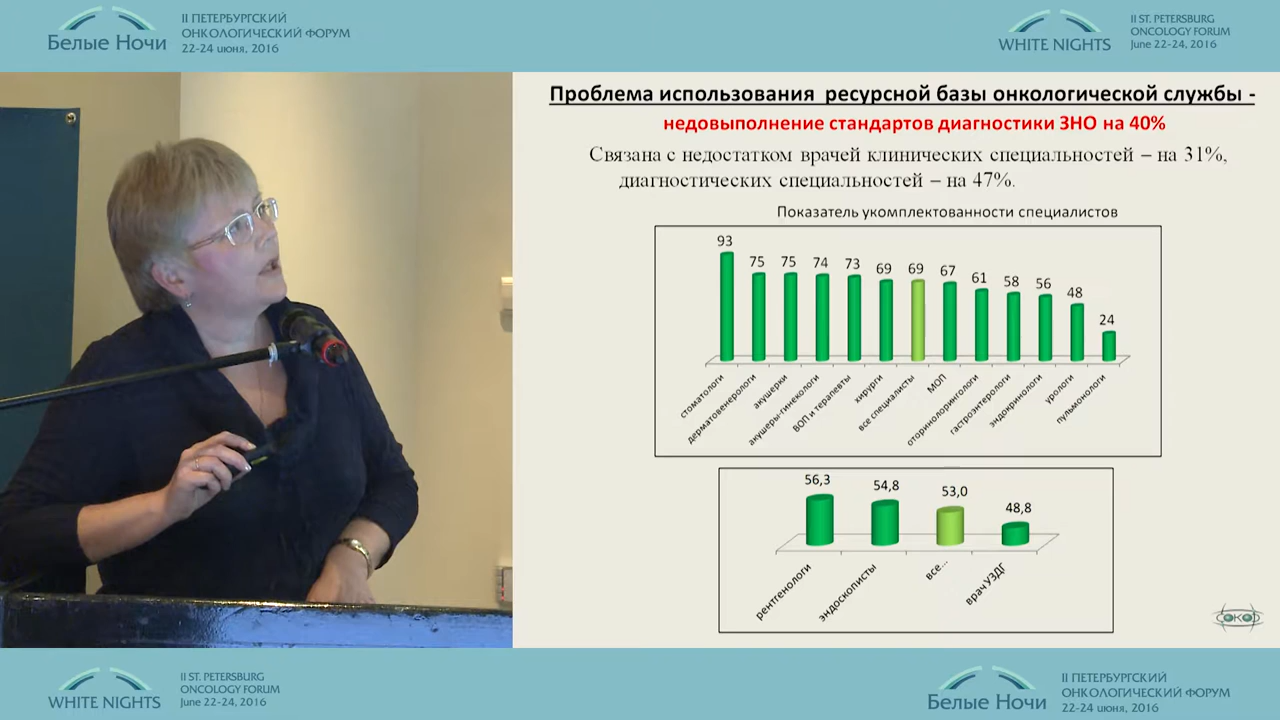 II ПЕТЕРБУРГСКИЙ
ОНКОЛОГИЧЕСКИЙ ФОРУМ
Белые Ночи
22-24 июня, 2016
II ST. PETERSBURG
ONCOLOGY FORUM
WHITE NIGHTS
June 22-24, 2016
Проблема использования ресурсной базы онкологической службы -
недовыполнение стандартов диагностики ЗНО на 40%
Связана с недостатком врачей клинических специальностей – на 31%,
диагностических специальностей – на 47%.
Показатель укомплектованности специалистов
93 75 75 74 73 69 69 67 61 58 56 48 24
стоматологи
дерматовенерологи
акушерки
акушеры-гинекологи
ВОП и терапевты
хирурги
все специалисты
МОП
оторинолорингологи
гастроэнтерологи
эндокринологи
урологи
пульмонологи
56,3 54,8 53,0 48,8
рентгенологи
эндоскописты
все...
врач УЗДГ
СОКОД
II ST. PETERSBURG
ONCOLOGY FORUM
WHITE NIGHTS
June 22-24, 2016
II ПЕТЕРБУРГСКИЙ
ОНКОЛОГИЧЕСКИЙ ФОРУМ
Белые Ночи
22-24 июня, 2016